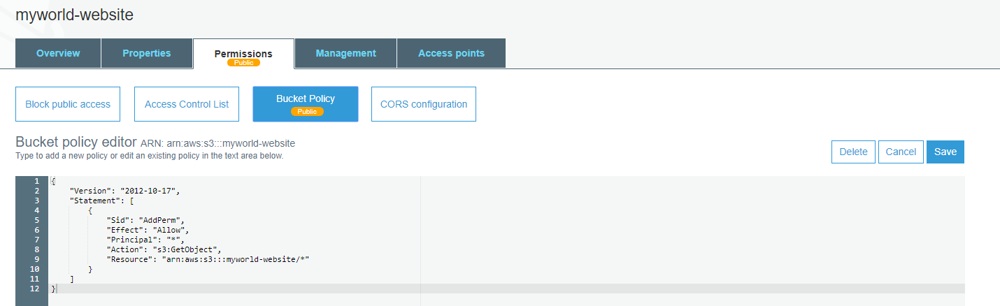 myworld-website
Overview Properties Permissions Management Access points
Public
Block public access Access Control List Bucket Policy CORS configuration
Public
Bucket policy editor ARN: arn:aws:s3:::myworld-website
Type to add a new policy or edit an existing policy in the text area below.
Delete Cancel Save
1 {
2 "Version": "2012-10-17",
3 "Statement": [
4 {
5 "Sid": "AddPerm",
6 "Effect": "Allow",
7 "Principal": "*",
8 "Action": "s3:GetObject",
9 "Resource": "arn:aws:s3:::myworld-website/*"
10 }
11 ]
12 }